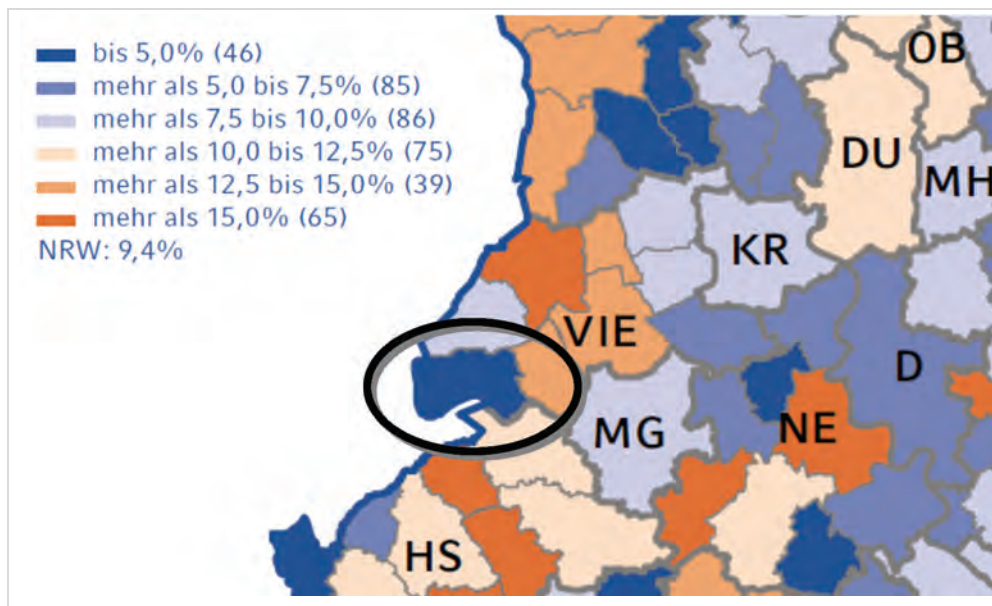 bis 5,0% (46)
mehr als 5,0 bis 7,5% (85)
mehr als 7,5 bis 10,0% (86)
mehr als 10,0 bis 12,5% (75)
mehr als 12,5 bis 15,0% (39)
mehr als 15,0% (65)
NRW: 9,4%
OB
DU
MH
KR
VIE
D
MG
NE
HS